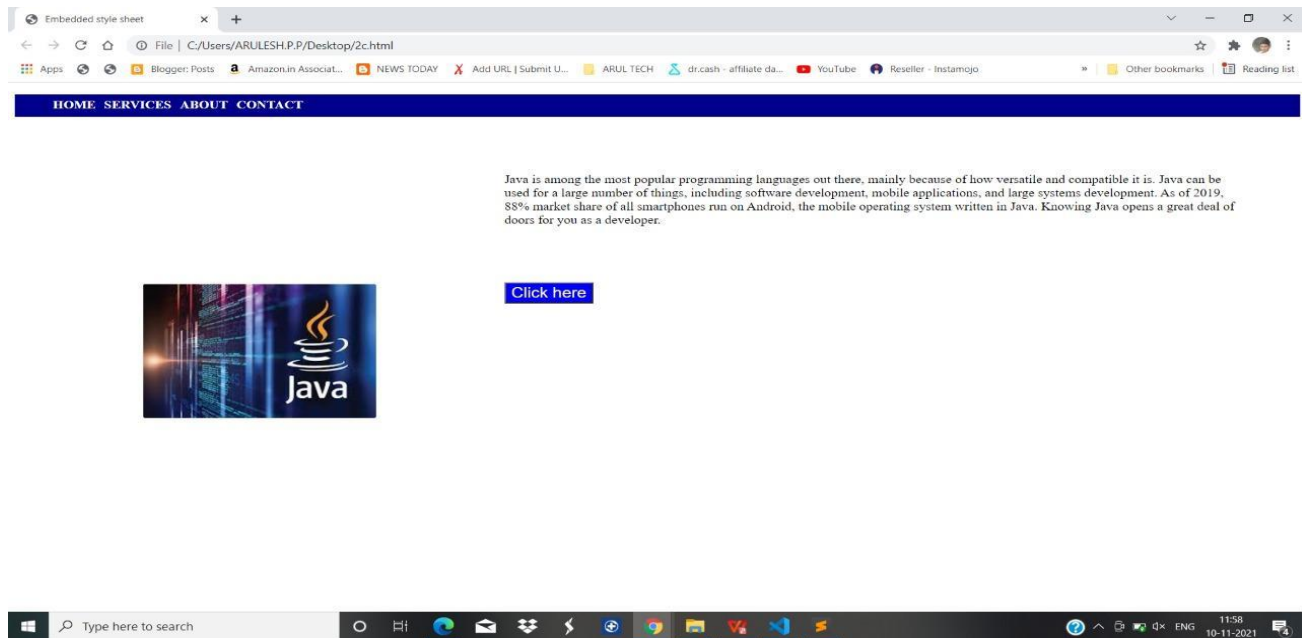 Embedded style sheet
File | C:/Users/ARULESH.P.P/Desktop/2c.html
Apps Blogger: Posts Amazon.in Associat... NEWS TODAY Add URL | Submit U... ARUL TECH dr.cash - affiliate da... YouTube Reseller - Instamojo » Other bookmarks Reading list
HOME SERVICES ABOUT CONTACT
Java is among the most popular programming languages out there, mainly because of how versatile and compatible it is. Java can be
used for a large number of things, including software development, mobile applications, and large systems development. As of 2019,
88% market share of all smartphones run on Android, the mobile operating system written in Java. Knowing Java opens a great deal of
doors for you as a developer.
Click here
Java
Type here to search
ENG
11:58
10-11-2021
4